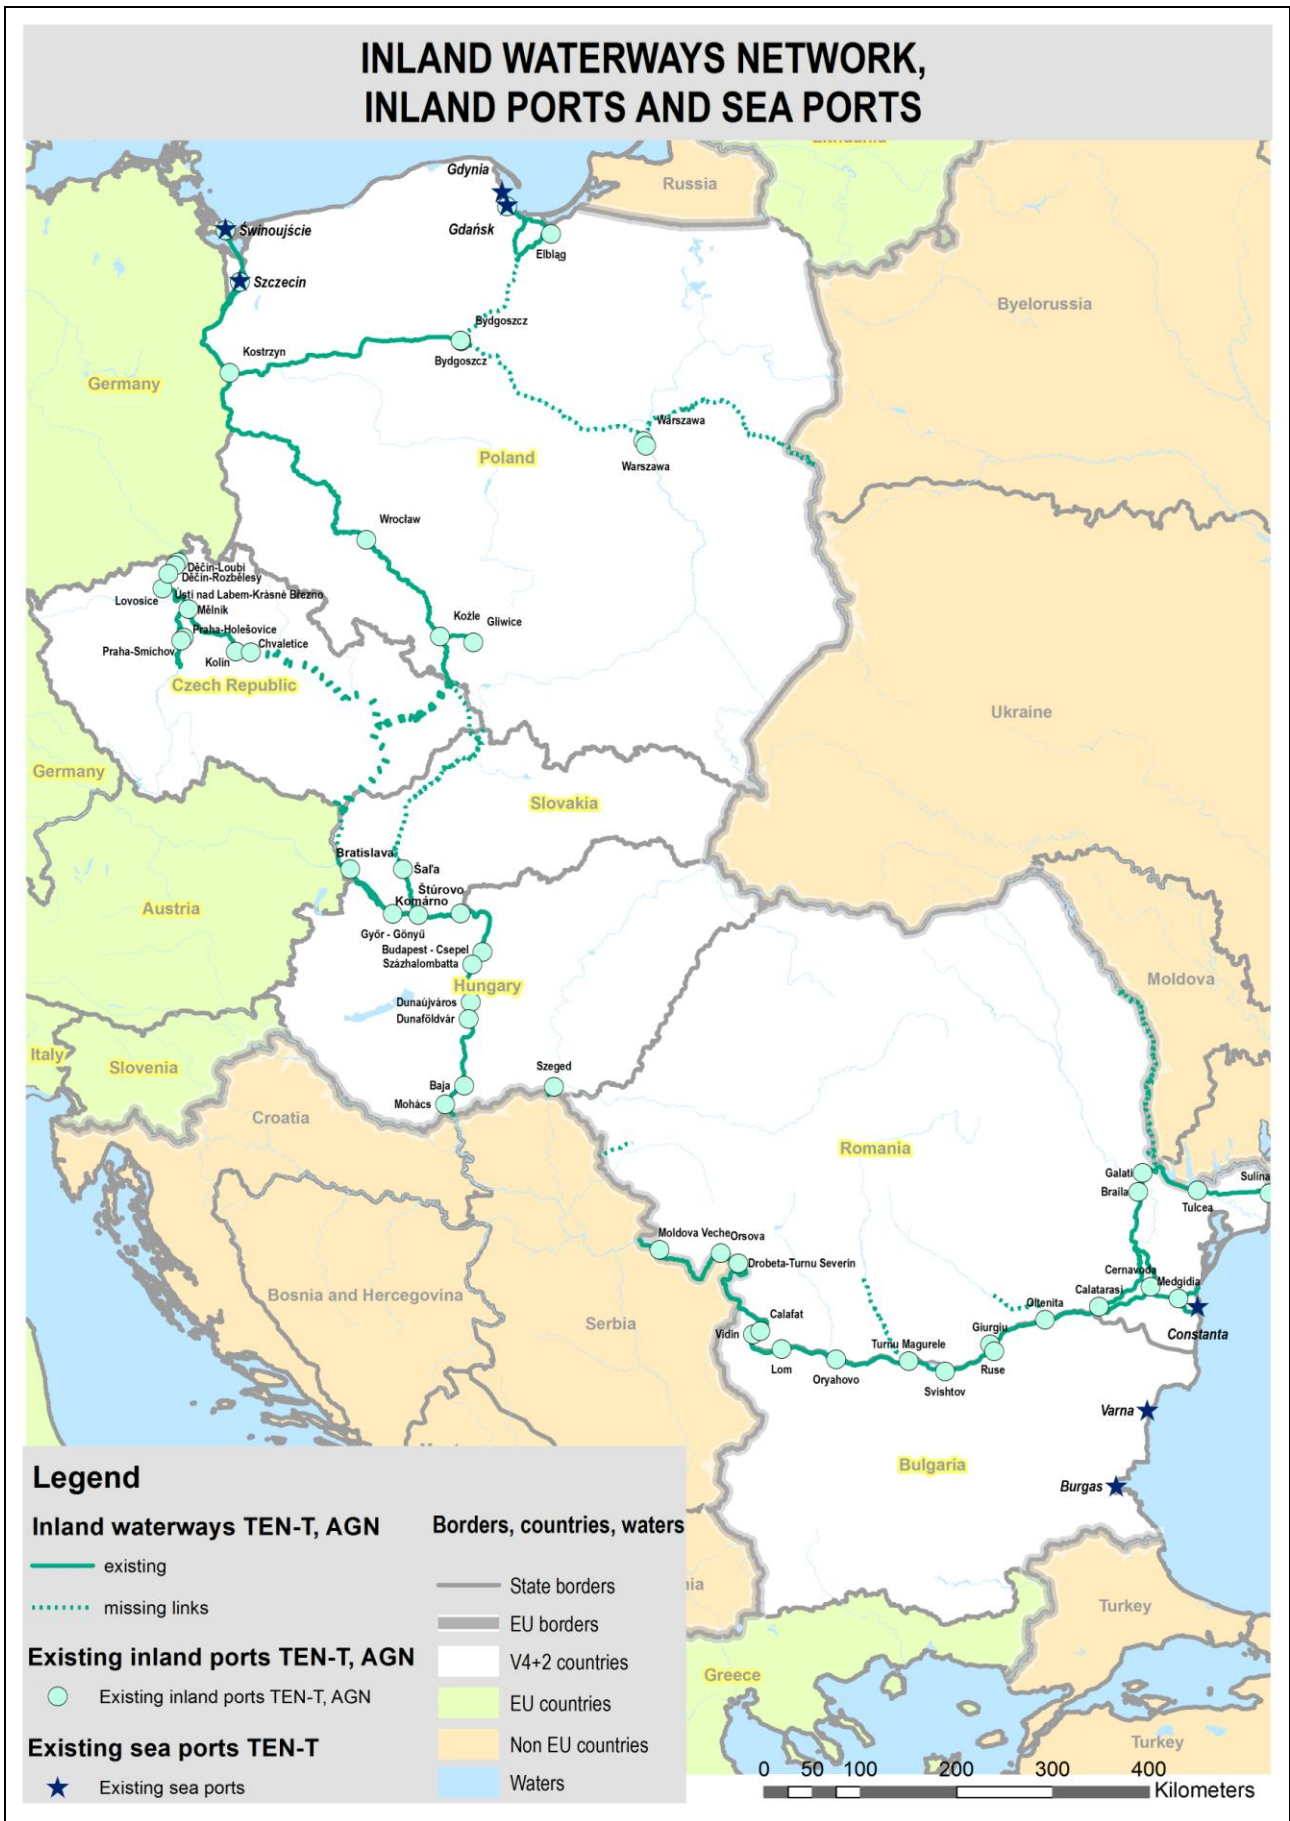 INLAND WATERWAYS NETWORK,
INLAND PORTS AND SEA PORTS
Lithuania
Gdynia
Russia
Gdańsk
Świnoujście
Elbląg
Szczecin
Byelorussia
Bydgoszcz
Bydgoszcz
Kostrzyn
Germany
Warszawa
Poland
Warszawa
Wrocław
Děčín-Loubí
Děčín-Rozbělesy
Ústí nad Labem-Krásné Březno
Lovosice
Mělník
Kožle
Gliwice
Praha-Holešovice
Praha-Smíchov
Chvaletice
Kolín
Czech Republic
Ukraine
Germany
Slovakia
Bratislava
Šaľa
Štúrovo
Komárno
Austria
Győr - Gönyű
Budapest - Csepel
Százhalombatta
Hungary
Moldova
Dunaújváros
Dunaföldvár
Italy
Slovenia
Szeged
Baja
Mohács
Croatia
Romania
Galati
Sulina
Braila
Tulcea
Moldova Veche
Orsova
Drobeta-Turnu Severin
Cernavoda
Medgidia
Calatarasi
Bosnia and Hercegovina
Oltenita
Calafat
Serbia
Vidin
Giurgiu
Constanta
Turnu Magurele
Lom
Ruse
Oryahovo
Svishtov
Varna
Bulgaria
Burgas
Turkey
Greece
Turkey
Legend
Inland waterways TEN-T, AGN
existing
missing links
Existing inland ports TEN-T, AGN
Existing inland ports TEN-T, AGN
Existing sea ports TEN-T
Existing sea ports
Borders, countries, waters
State borders
EU borders
V4+2 countries
EU countries
Non EU countries
Waters
0 50 100 200 300 400
Kilometers